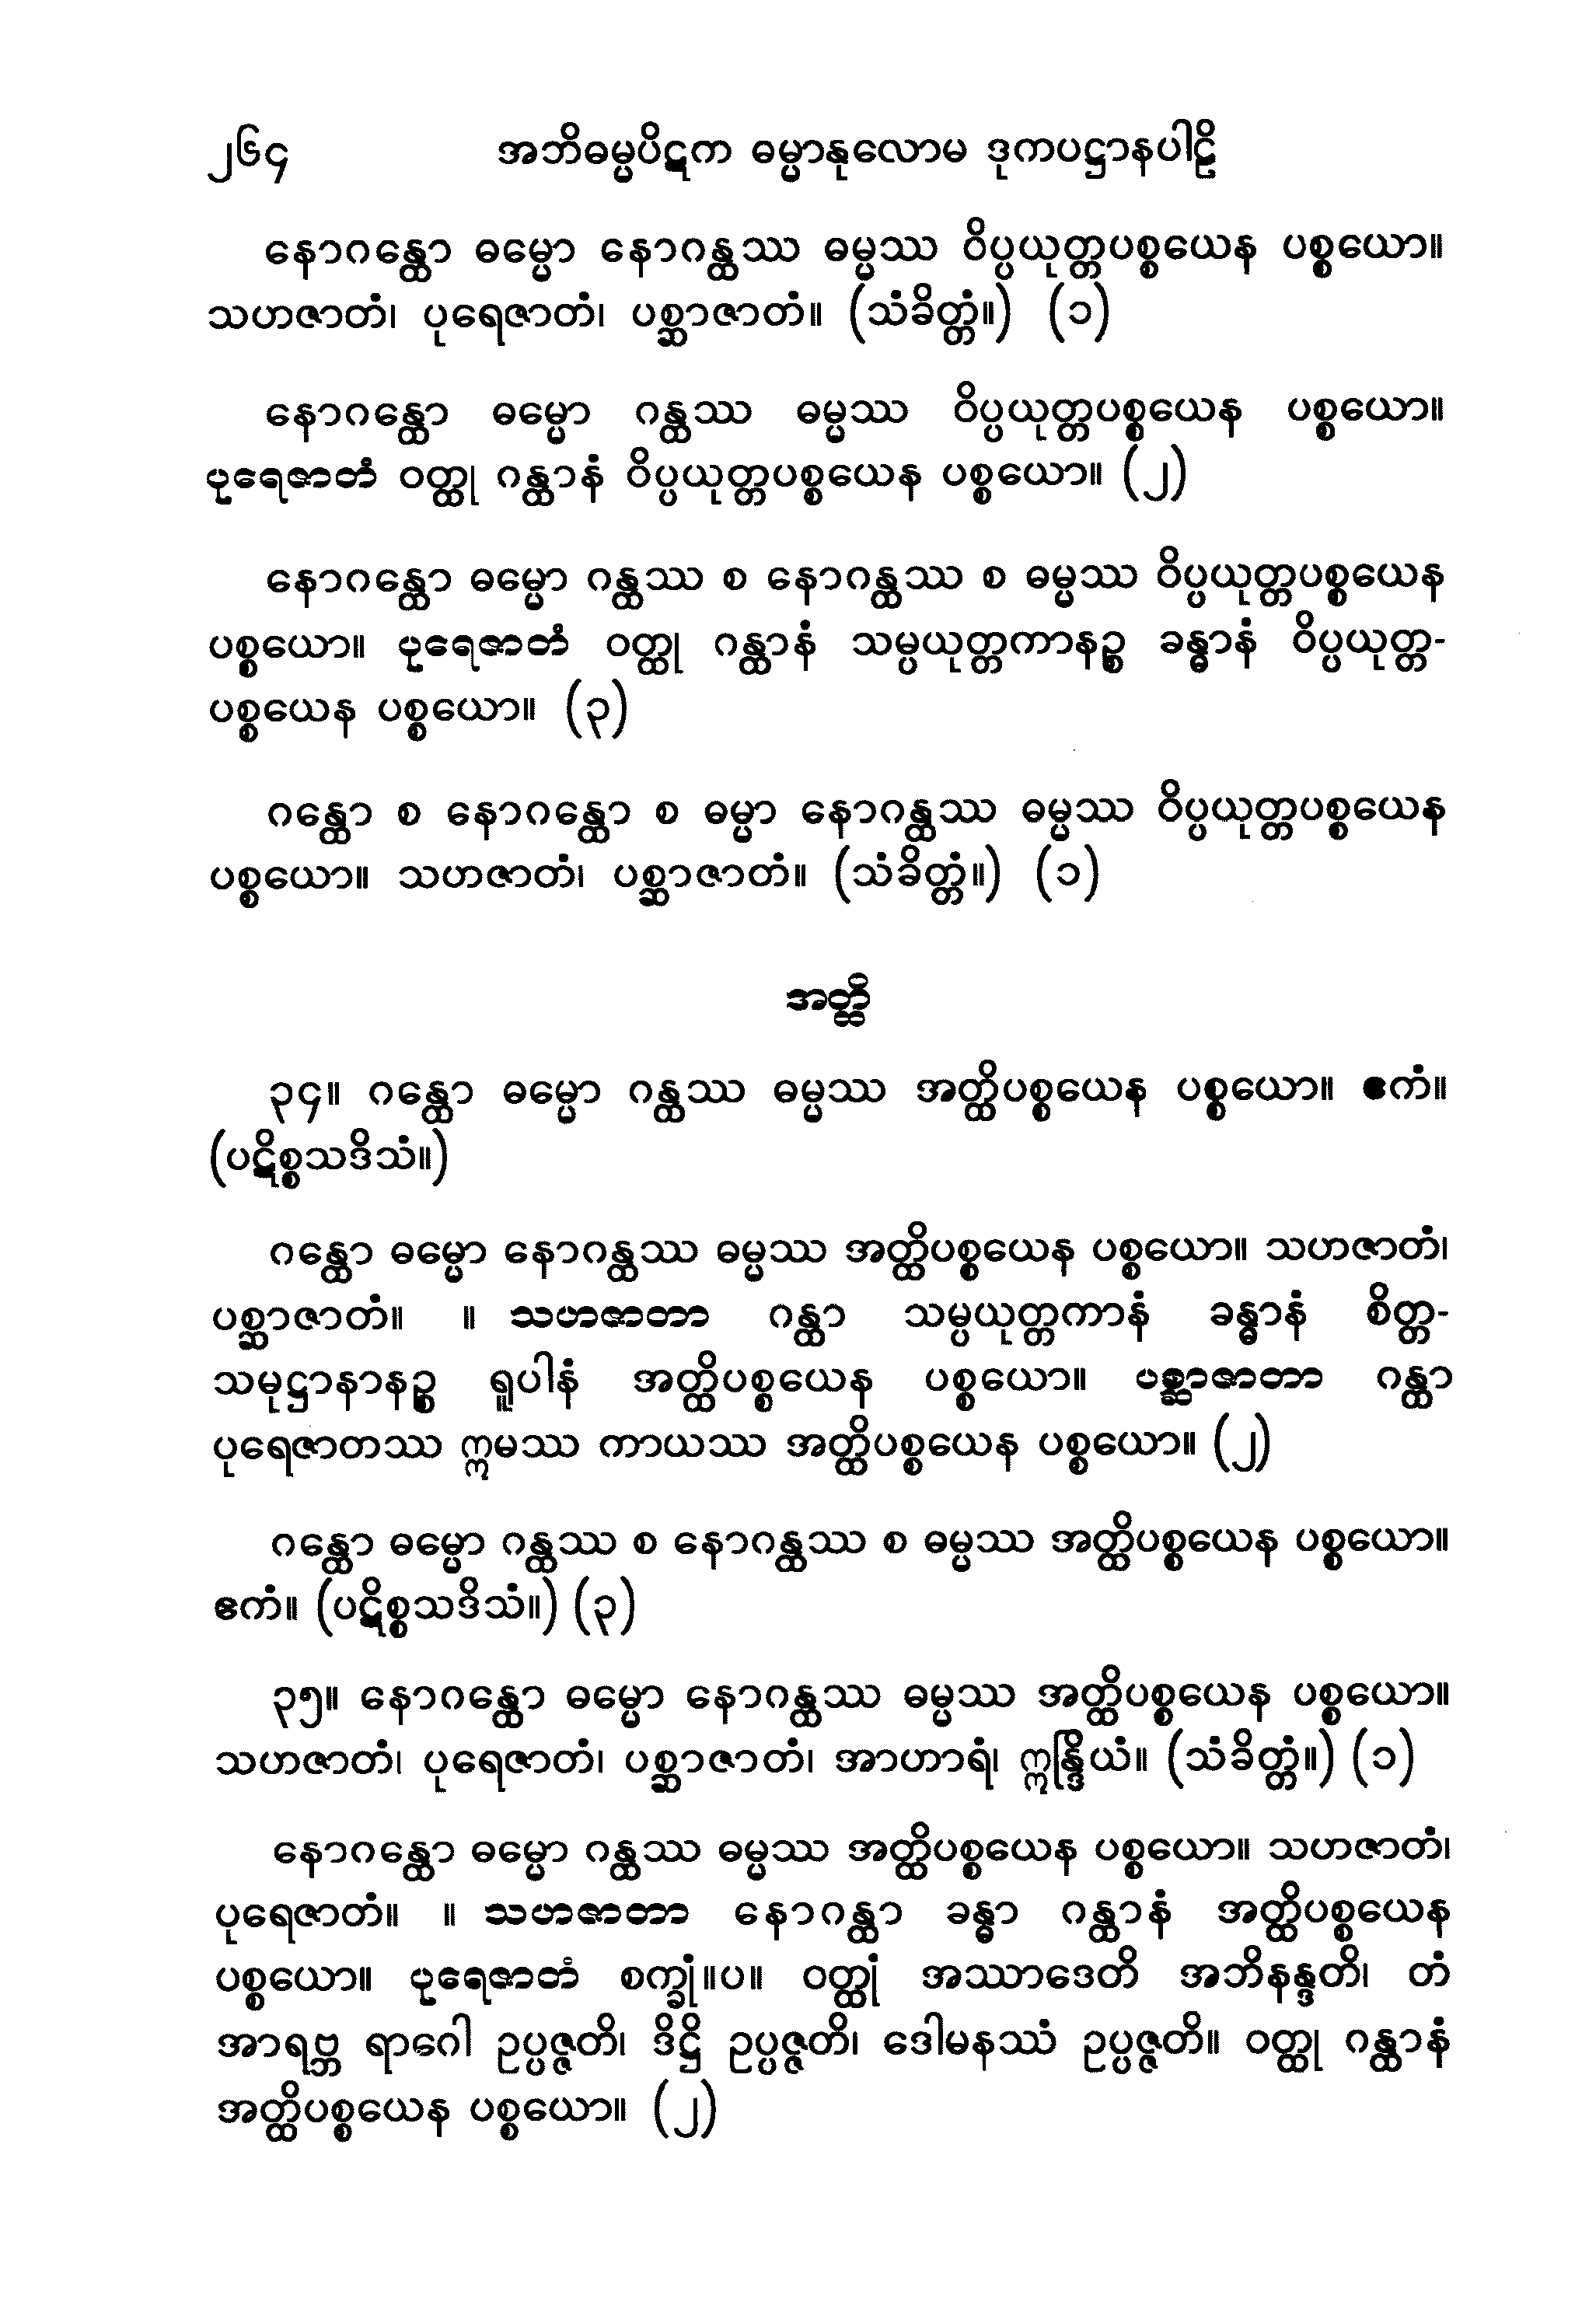 ၂၆၄ အဘိဓမ္မပိဋက ဓမ္မာနုလောမ ဒုကပဋ္ဌာနပါဠိ
နောဂန္ထော ဓမ္မော နောဂန္ထဿ ဓမ္မဿ ဝိပ္ပယုတ္တပစ္စယေန ပစ္စယော။
သဟဇာတံ၊ ပုရေဇာတံ၊ ပစ္ဆာဇာတံ။ (သံခိတ္တံ။) (၁)
နောဂန္ထော ဓမ္မော ဂန္ထဿ ဓမ္မဿ ဝိပ္ပယုတ္တပစ္စယေန ပစ္စယော။
ပုရေဇာတံ ဝတ္ထု ဂန္ထာနံ ဝိပ္ပယုတ္တပစ္စယေန ပစ္စယော။ (၂)
နောဂန္ထော ဓမ္မော ဂန္ထဿ စ နောဂန္ထဿ စ ဓမ္မဿ ဝိပ္ပယုတ္တပစ္စယေန
ပစ္စယော။ ပုရေဇာတံ ဝတ္ထု ဂန္ထာနံ သမ္ပယုတ္တကာနဉ္စ ခန္ဓာနံ ဝိပ္ပယုတ္တ-
ပစ္စယေန ပစ္စယော။ (၃)
ဂန္ထော စ နောဂန္ထော စ ဓမ္မာ နောဂန္ထဿ ဓမ္မဿ ဝိပ္ပယုတ္တပစ္စယေန
ပစ္စယော။ သဟဇာတံ၊ ပစ္ဆာဇာတံ။ (သံခိတ္တံ။) (၁)
အတ္ထိ
၃၄။ ဂန္ထော ဓမ္မော ဂန္ထဿ ဓမ္မဿ အတ္ထိပစ္စယေန ပစ္စယော။ ဧကံ။
(ပဋိစ္စသဒိသံ။)
ဂန္ထော ဓမ္မော နောဂန္ထဿ ဓမ္မဿ အတ္ထိပစ္စယေန ပစ္စယော။ သဟဇာတံ၊
ပစ္ဆာဇာတံ။ ။ သဟဇာတာ ဂန္ထာ သမ္ပယုတ္တကာနံ ခန္ဓာနံ စိတ္တ-
သမုဋ္ဌာနာနဉ္စ ရူပါနံ အတ္ထိပစ္စယေန ပစ္စယော။ ပစ္ဆာဇာတာ ဂန္ထာ
ပုရေဇာတဿ ဣမဿ ကာယဿ အတ္ထိပစ္စယေန ပစ္စယော။ (၂)
ဂန္ထော ဓမ္မော ဂန္ထဿ စ နောဂန္ထဿ စ ဓမ္မဿ အတ္ထိပစ္စယေန ပစ္စယော။
ဧကံ။ (ပဋိစ္စသဒိသံ။) (၃)
၃၅။ နောဂန္ထော ဓမ္မော နောဂန္ထဿ ဓမ္မဿ အတ္ထိပစ္စယေန ပစ္စယော။
သဟဇာတံ၊ ပုရေဇာတံ၊ ပစ္ဆာဇာတံ၊ အာဟာရံ၊ ဣန္ဒြိယံ။ (သံခိတ္တံ။) (၁)
နောဂန္ထော ဓမ္မော ဂန္ထဿ ဓမ္မဿ အတ္ထိပစ္စယေန ပစ္စယော။ သဟဇာတံ၊
ပုရေဇာတံ။ ။ သဟဇာတာ နောဂန္ထာ ခန္ဓာ ဂန္ထာနံ အတ္ထိပစ္စယေန
ပစ္စယော။ ပုရေဇာတံ စက္ခုံ။ပ။ ဝတ္ထုံ အဿာဒေတိ အဘိနန္ဒတိ၊ တံ
အာရဗ္ဘ ရာဂေါ ဥပ္ပဇ္ဇတိ၊ ဒိဋ္ဌိ ဥပ္ပဇ္ဇတိ၊ ဒေါမနဿံ ဥပ္ပဇ္ဇတိ။ ဝတ္ထု ဂန္ထာနံ
အတ္ထိပစ္စယေန ပစ္စယော။ (၂)